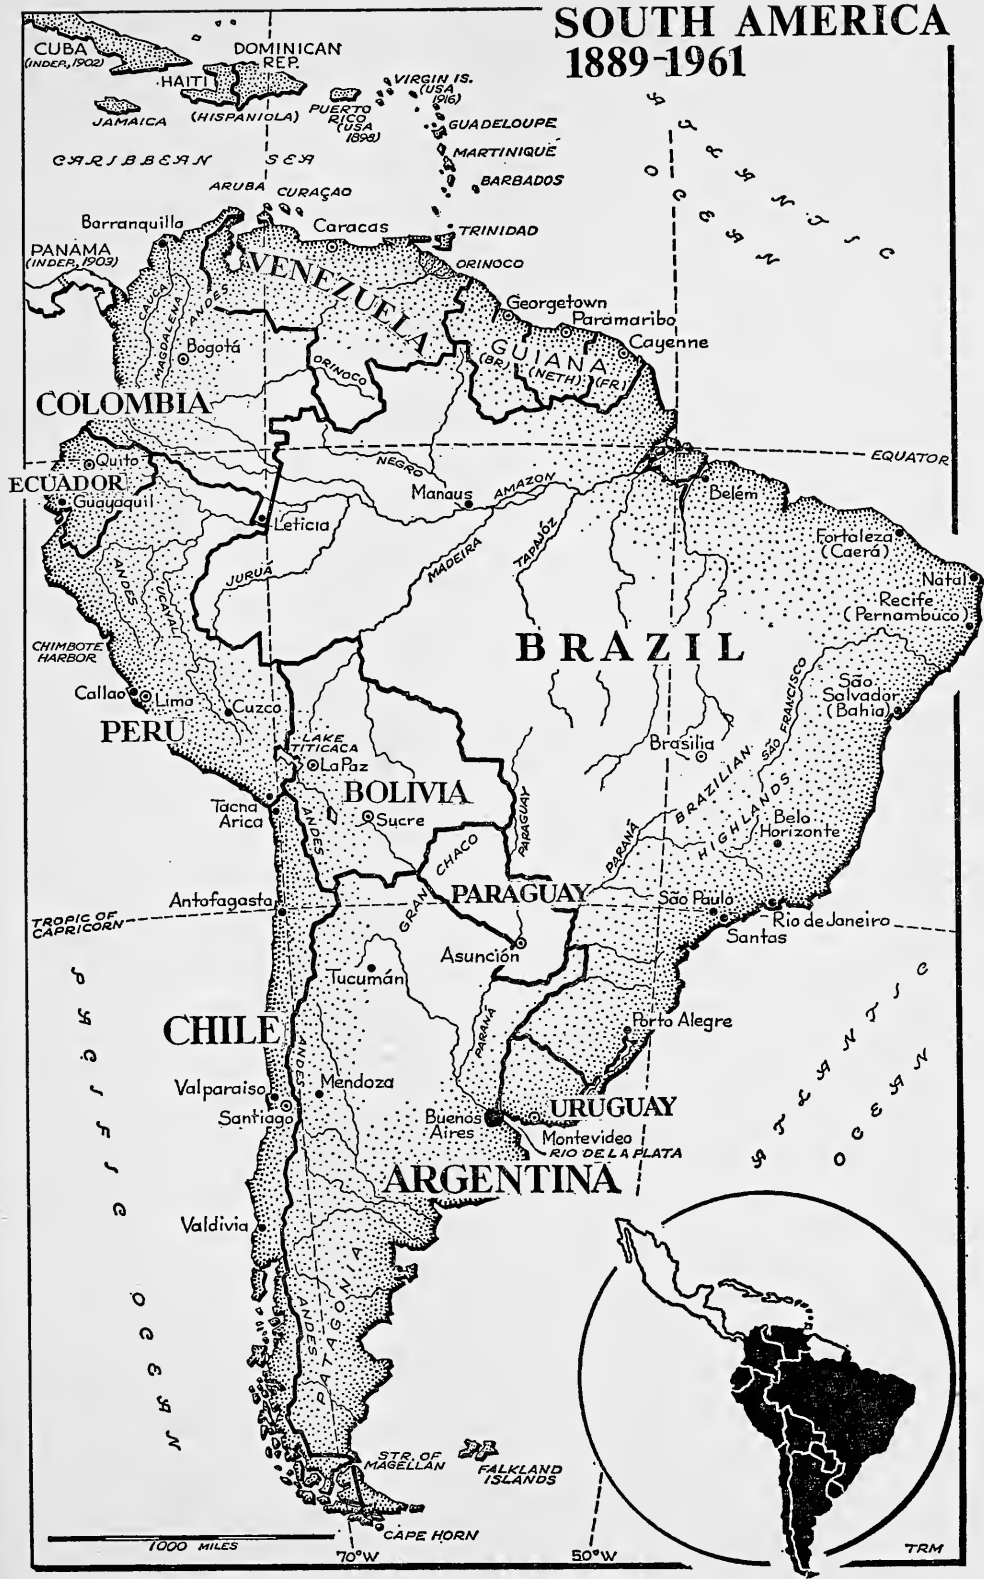 SOUTH AMERICA
1889-1961
CUBA
(INDEP., 1902)
DOMINICAN
REP.
HAITI
(HISPANIOLA)
JAMAICA
PUERTO
RICO
(USA
1898)
VIRGIN IS.
(USA
1916)
GUADELOUPE
MARTINIQUE
BARBADOS
CARIBBEAN SEA
ARUBA
CURAÇAO
TRINIDAD
ATLANTIC
OCEAN
Barranquilla
Caracas
PANAMA
(INDEP., 1903)
ORINOCO
VENEZUELA
CAUCA
MAGDALENA
ANDES
Bogotá
Georgetown
Paramaribo
Cayenne
GUIANA
(BR.)
(NETH.)
(FR.)
ORINOCO
COLOMBIA
EQUATOR
Quito
ECUADOR
Guayaquil
NEGRO
Manaus
AMAZON
Belém
Leticia
Fortaleza
(Caerá)
JURUÁ
MADEIRA
TAPAJÓZ
Natal
Recife
(Pernambuco)
ANDES
UCAYALI
BRAZIL
CHIMBOTE
HARBOR
Callao
Lima
Cuzco
São
Salvador
(Bahia)
SÃO FRANCISCO
PERU
LAKE
TITICACA
La Paz
Brasilia
BRAZILIAN
HIGHLANDS
BOLIVIA
Tacna
Arica
ANDES
Sucre
PARAGUAY
PARANÁ
Belo
Horizonte
GRAN CHACO
PARAGUAY
Antofagasta
São Paulo
Rio de Janeiro
Santas
TROPIC OF
CAPRICORN
Asunción
Tucumán
PACIFIC
OCEAN
PARANÁ
Porto Alegre
CHILE
ANDES
ATLANTIC
OCEAN
Valparaiso
Mendoza
Santiago
Buenos
Aires
URUGUAY
Montevideo
RIO DE LA PLATA
ARGENTINA
Valdivia
ANDES
PATAGONIA
STR. OF
MAGELLAN
FALKLAND
ISLANDS
CAPE HORN
1000 MILES
70°W
50°W
TRM